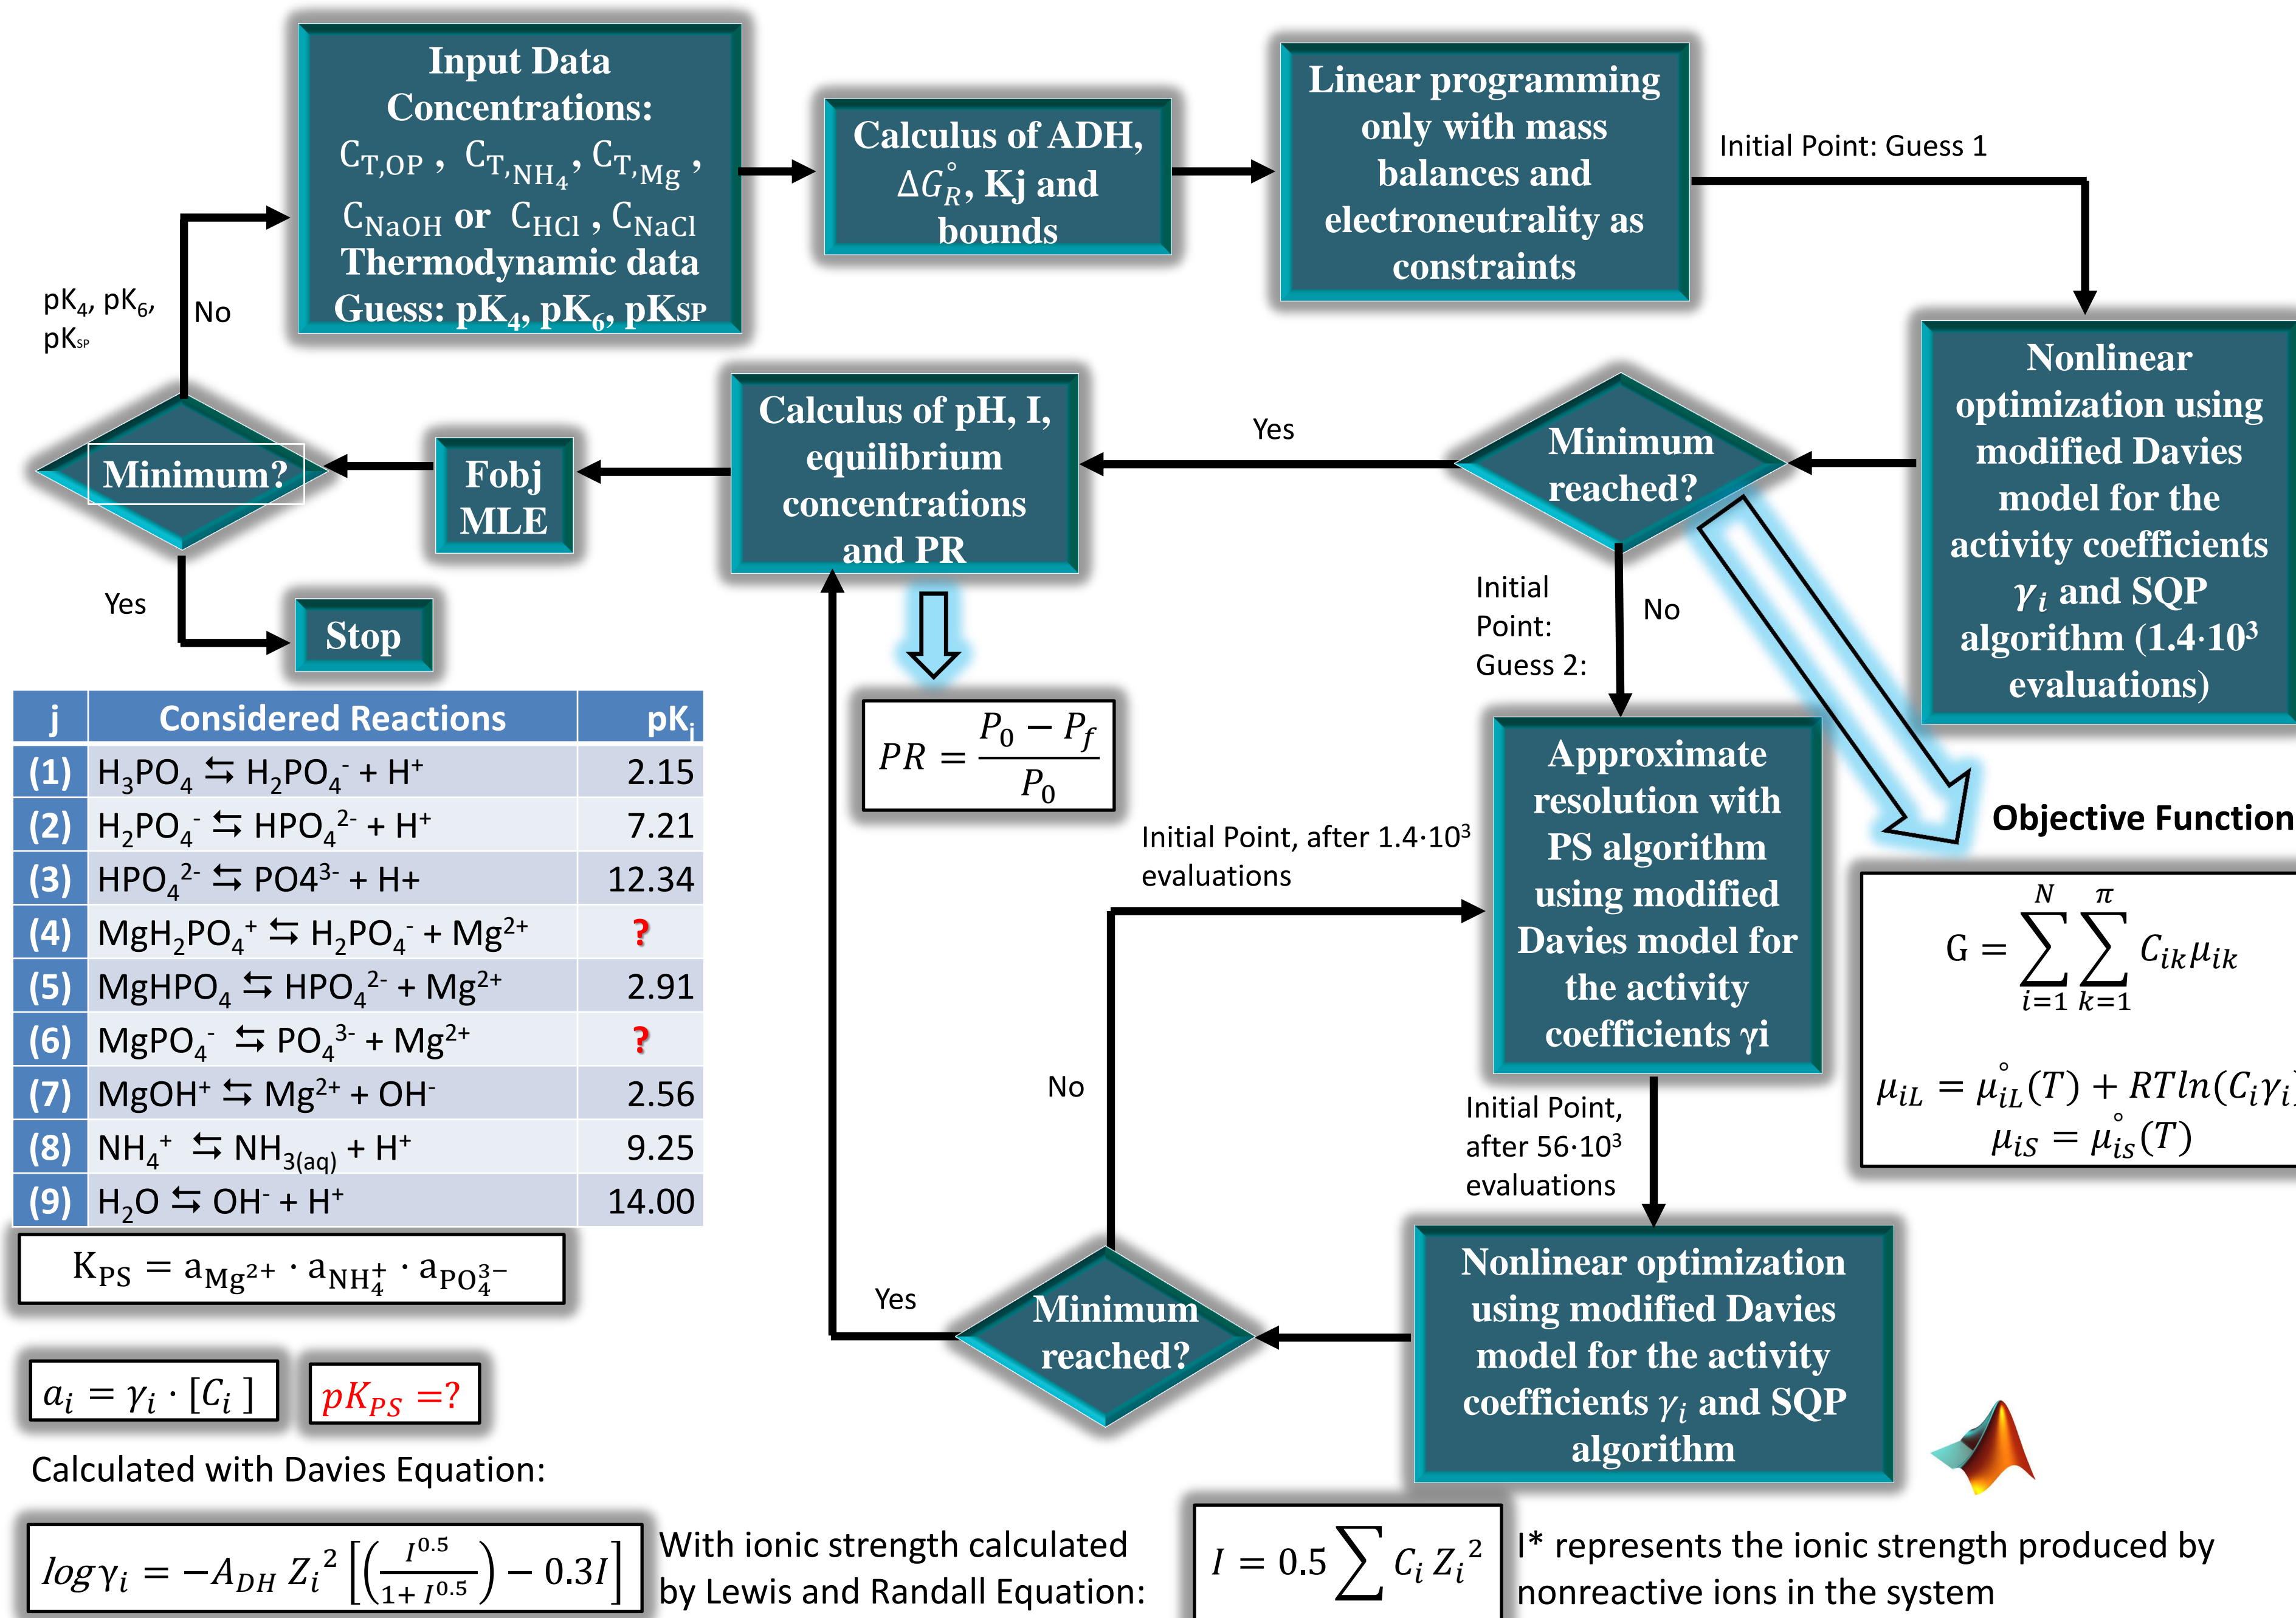 Input Data
Concentrations:
C_T,OP , C_T,NH₄, C_T,Mg ,
C_NaOH or C_HCl , C_NaCl
Thermodynamic data
Guess: pK₄, pK₆, pK_SP
Calculus of ADH,
ΔG°_R, Kj and
bounds
Linear programming
only with mass
balances and
electroneutrality as
constraints
Initial Point: Guess 1
Nonlinear
optimization using
modified Davies
model for the
activity coefficients
γ_i and SQP
algorithm (1.4·10³
evaluations)
Minimum
reached?
Yes
Calculus of pH, I,
equilibrium
concentrations
and PR
Fobj
MLE
Minimum?
pK₄, pK₆,
pK_SP
No
Yes
Stop
PR = (P₀ − P_f) / P₀
Initial
Point:
Guess 2:
No
Approximate
resolution with
PS algorithm
using modified
Davies model for
the activity
coefficients γi
Initial Point, after 1.4·10³
evaluations
No
Initial Point,
after 56·10³
evaluations
Nonlinear optimization
using modified Davies
model for the activity
coefficients γ_i and SQP
algorithm
Minimum
reached?
Yes
Objective Function
G = ∑_{i=1}^{N} ∑_{k=1}^{π} C_ik μ_ik
μ_iL = μ°_iL(T) + RTln(C_i γ_i)
μ_iS = μ°_is(T)
j Considered Reactions pK_j
(1) H₃PO₄ ⇆ H₂PO₄⁻ + H⁺ 2.15
(2) H₂PO₄⁻ ⇆ HPO₄²⁻ + H⁺ 7.21
(3) HPO₄²⁻ ⇆ PO4³⁻ + H+ 12.34
(4) MgH₂PO₄⁺ ⇆ H₂PO₄⁻ + Mg²⁺ ?
(5) MgHPO₄ ⇆ HPO₄²⁻ + Mg²⁺ 2.91
(6) MgPO₄⁻ ⇆ PO₄³⁻ + Mg²⁺ ?
(7) MgOH⁺ ⇆ Mg²⁺ + OH⁻ 2.56
(8) NH₄⁺ ⇆ NH₃(aq) + H⁺ 9.25
(9) H₂O ⇆ OH⁻ + H⁺ 14.00
K_PS = a_Mg²⁺ · a_NH₄⁺ · a_PO₄³⁻
a_i = γ_i · [C_i ]
pK_PS =?
Calculated with Davies Equation:
logγ_i = −A_DH Z_i² [(I^0.5 / (1+ I^0.5)) − 0.3I]
With ionic strength calculated
by Lewis and Randall Equation:
I = 0.5 ∑ C_i Z_i²
I* represents the ionic strength produced by
nonreactive ions in the system